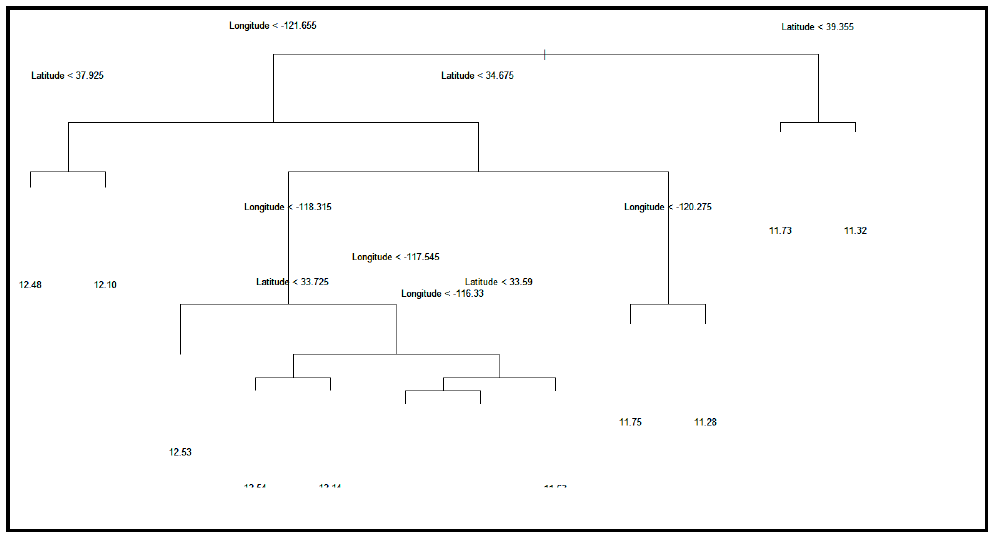 Longitude < -121.655
Latitude < 39.355
Latitude < 37.925
Latitude < 34.675
Longitude < -118.315
Longitude < -120.275
11.73
11.32
Longitude < -117.545
12.48
12.10
Latitude < 33.725
Latitude < 33.59
Longitude < -116.33
11.75
11.28
12.53